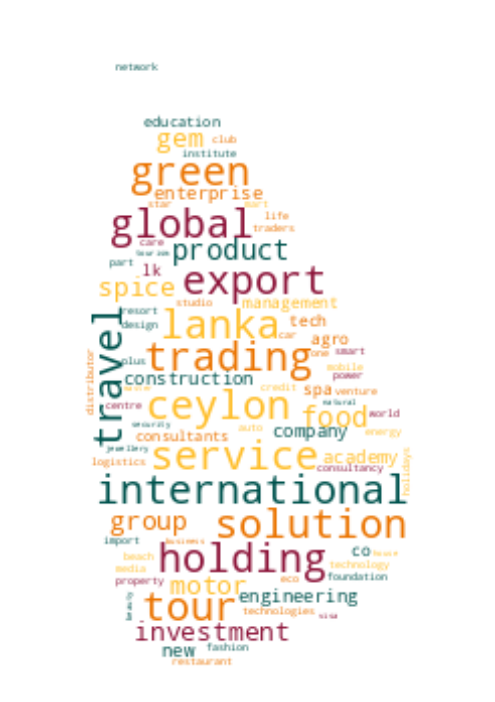 network
education
gem club
institute
green
enterprise
star mart
life
global traders
care product
tourism
part lk export
spice
studio management
resort
design lanka tech
car
travel agro
trading one smart
plus mobile
construction power
distributor credit spa venture
master natural
centre ceylon food world
security auto company energy
consultants
jewellery service academy
logistics consultancy
holidays
international
group solution
import business
holding co house
beach technology
media foundation
property motor eco
beauty engineering
tour technologies visa
investment
new fashion
restaurant